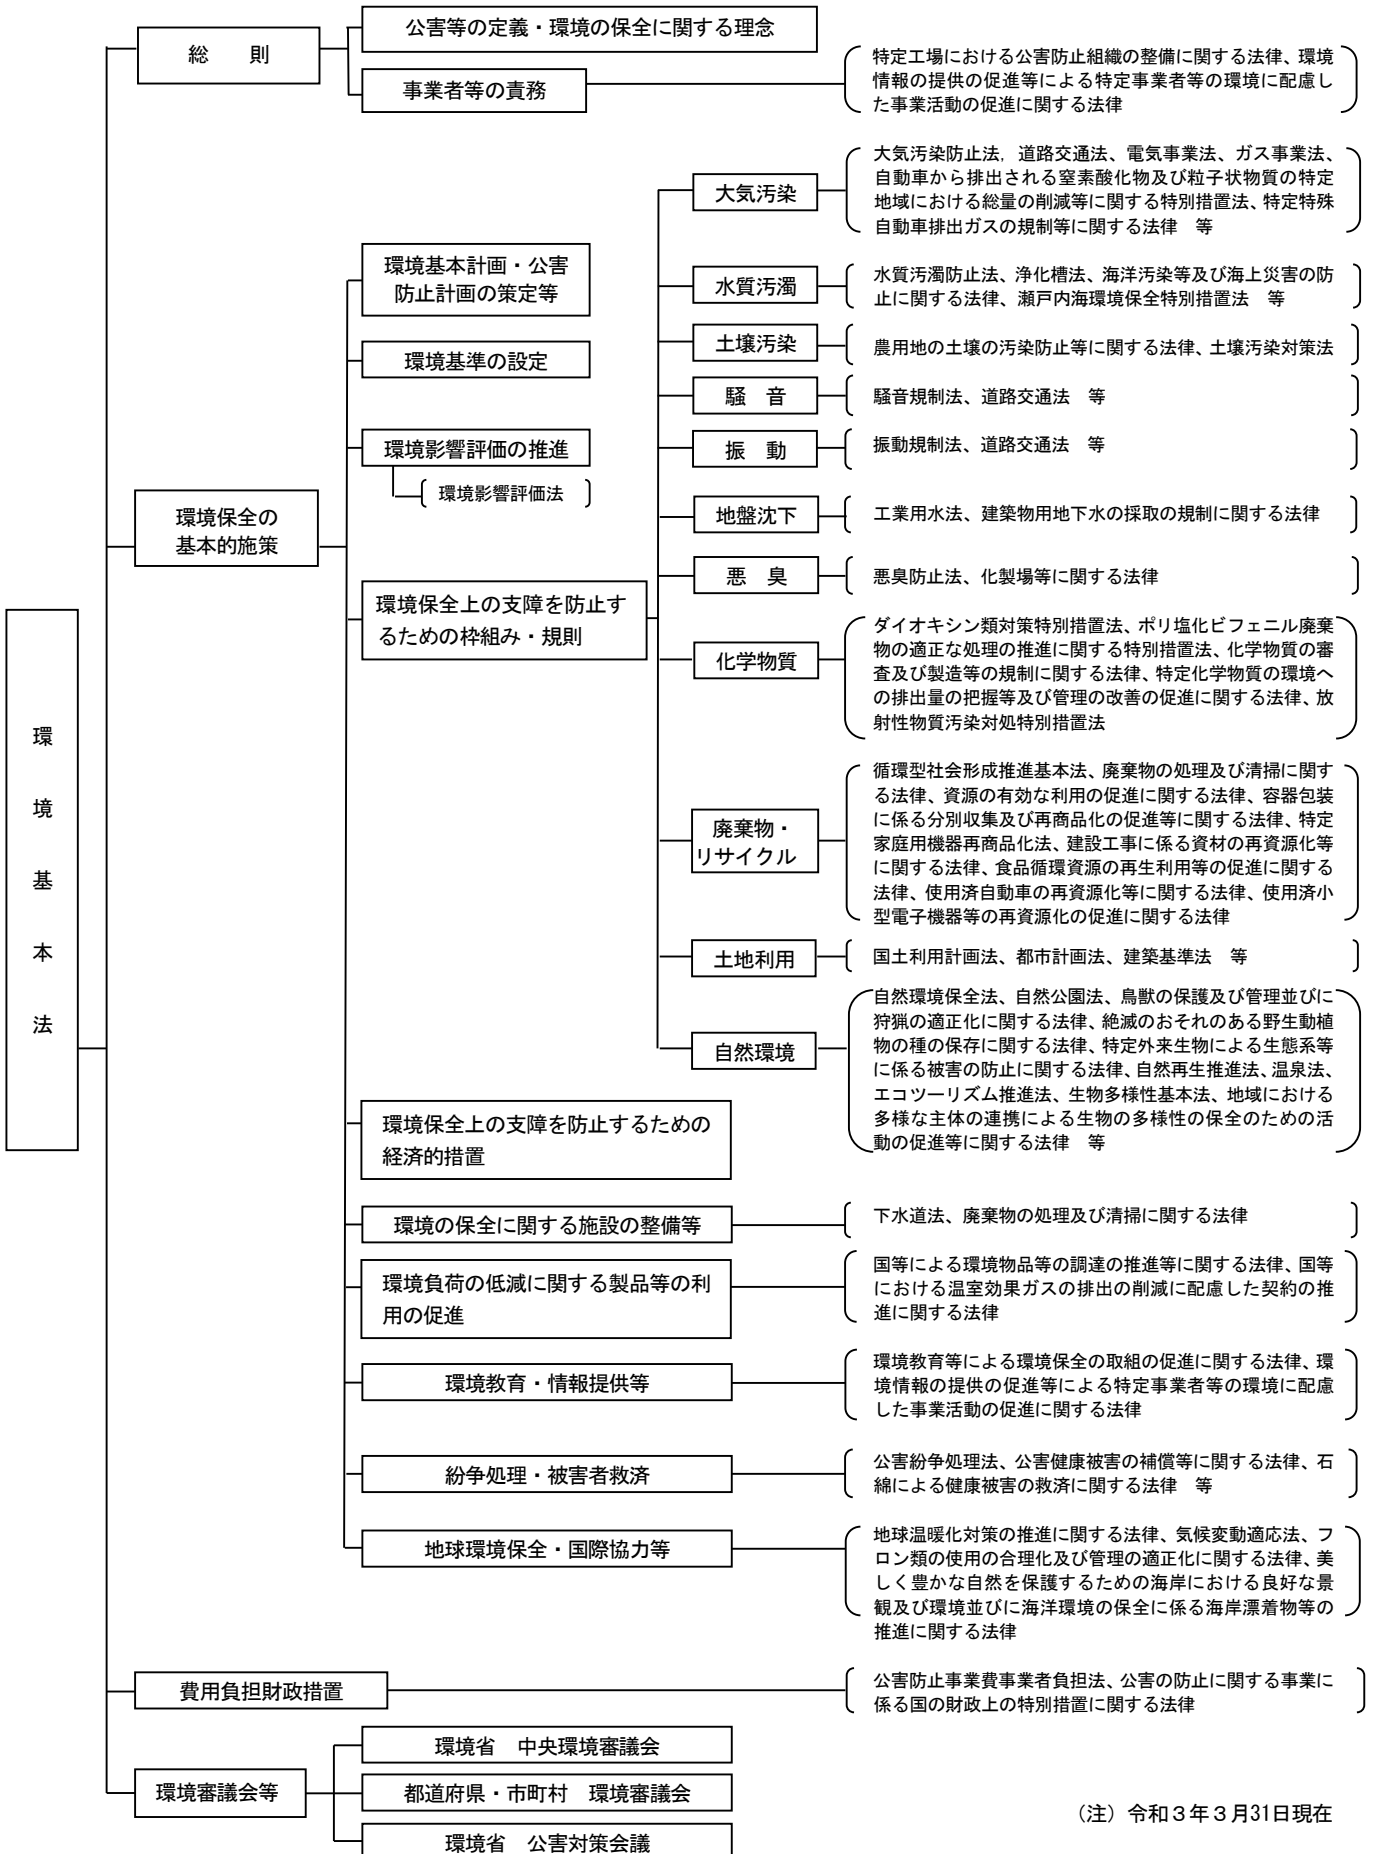 公害等の定義・環境の保全に関する理念
総　則
事業者等の責務
特定工場における公害防止組織の整備に関する法律、環境
情報の提供の促進等による特定事業者等の環境に配慮し
た事業活動の促進に関する法律
大気汚染
大気汚染防止法，道路交通法、電気事業法、ガス事業法、
自動車から排出される窒素酸化物及び粒子状物質の特定
地域における総量の削減等に関する特別措置法、特定特殊
自動車排出ガスの規制等に関する法律　等
環境基本計画・公害
防止計画の策定等
水質汚濁
水質汚濁防止法、浄化槽法、海洋汚染等及び海上災害の防
止に関する法律、瀬戸内海環境保全特別措置法　等
環境基準の設定
土壌汚染
農用地の土壌の汚染防止等に関する法律、土壌汚染対策法
騒　音
騒音規制法、道路交通法　等
環境影響評価の推進
環境影響評価法
振　動
振動規制法、道路交通法　等
環境保全の
基本的施策
地盤沈下
工業用水法、建築物用地下水の採取の規制に関する法律
悪　臭
悪臭防止法、化製場等に関する法律
環境保全上の支障を防止す
るための枠組み・規則
化学物質
ダイオキシン類対策特別措置法、ポリ塩化ビフェニル廃棄
物の適正な処理の推進に関する特別措置法、化学物質の審
査及び製造等の規制に関する法律、特定化学物質の環境へ
の排出量の把握等及び管理の改善の促進に関する法律、放
射性物質汚染対処特別措置法
環境基本法
廃棄物・
リサイクル
循環型社会形成推進基本法、廃棄物の処理及び清掃に関す
る法律、資源の有効な利用の促進に関する法律、容器包装
に係る分別収集及び再商品化の促進等に関する法律、特定
家庭用機器再商品化法、建設工事に係る資材の再資源化等
に関する法律、食品循環資源の再生利用等の促進に関する
法律、使用済自動車の再資源化等に関する法律、使用済小
型電子機器等の再資源化の促進に関する法律
土地利用
国土利用計画法、都市計画法、建築基準法　等
自然環境
自然環境保全法、自然公園法、鳥獣の保護及び管理並びに
狩猟の適正化に関する法律、絶滅のおそれのある野生動植
物の種の保存に関する法律、特定外来生物による生態系等
に係る被害の防止に関する法律、自然再生推進法、温泉法、
エコツーリズム推進法、生物多様性基本法、地域における
多様な主体の連携による生物の多様性の保全のための活
動の促進等に関する法律　等
環境保全上の支障を防止するための
経済的措置
環境の保全に関する施設の整備等
下水道法、廃棄物の処理及び清掃に関する法律
環境負荷の低減に関する製品等の利
用の促進
国等による環境物品等の調達の推進等に関する法律、国等
における温室効果ガスの排出の削減に配慮した契約の推
進に関する法律
環境教育・情報提供等
環境教育等による環境保全の取組の促進に関する法律、環
境情報の提供の促進等による特定事業者等の環境に配慮
した事業活動の促進に関する法律
紛争処理・被害者救済
公害紛争処理法、公害健康被害の補償等に関する法律、石
綿による健康被害の救済に関する法律　等
地球環境保全・国際協力等
地球温暖化対策の推進に関する法律、気候変動適応法、フ
ロン類の使用の合理化及び管理の適正化に関する法律、美
しく豊かな自然を保護するための海岸における良好な景
観及び環境並びに海洋環境の保全に係る海岸漂着物等の
推進に関する法律
費用負担財政措置
公害防止事業費事業者負担法、公害の防止に関する事業に
係る国の財政上の特別措置に関する法律
環境審議会等
環境省　中央環境審議会
都道府県・市町村　環境審議会
環境省　公害対策会議
（注）令和３年３月31日現在